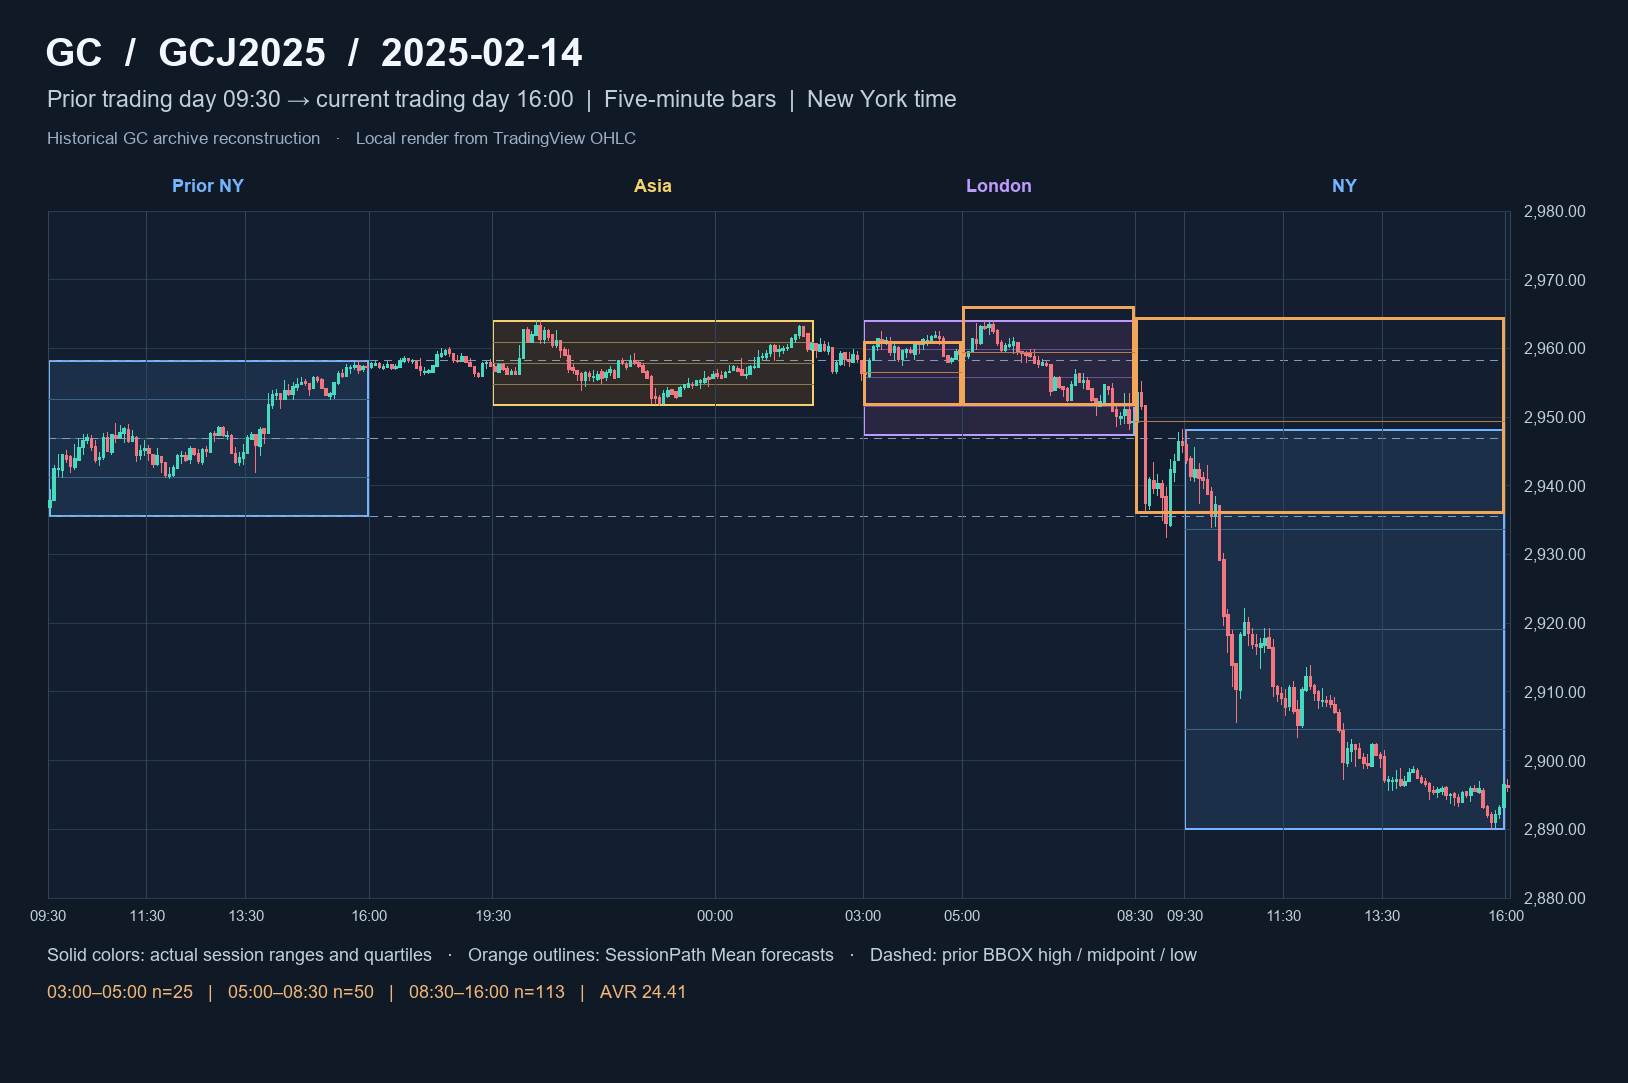 GC / GCJ2025 / 2025-02-14
Prior trading day 09:30 → current trading day 16:00 | Five-minute bars | New York time
Historical GC archive reconstruction · Local render from TradingView OHLC
Prior NY Asia London NY
2,980.00
2,970.00
2,960.00
2,950.00
2,940.00
2,930.00
2,920.00
2,910.00
2,900.00
2,890.00
2,880.00
09:30 11:30 13:30 16:00 19:30 00:00 03:00 05:00 08:30 09:30 11:30 13:30 16:00
Solid colors: actual session ranges and quartiles · Orange outlines: SessionPath Mean forecasts · Dashed: prior BBOX high / midpoint / low
03:00–05:00 n=25 | 05:00–08:30 n=50 | 08:30–16:00 n=113 | AVR 24.41